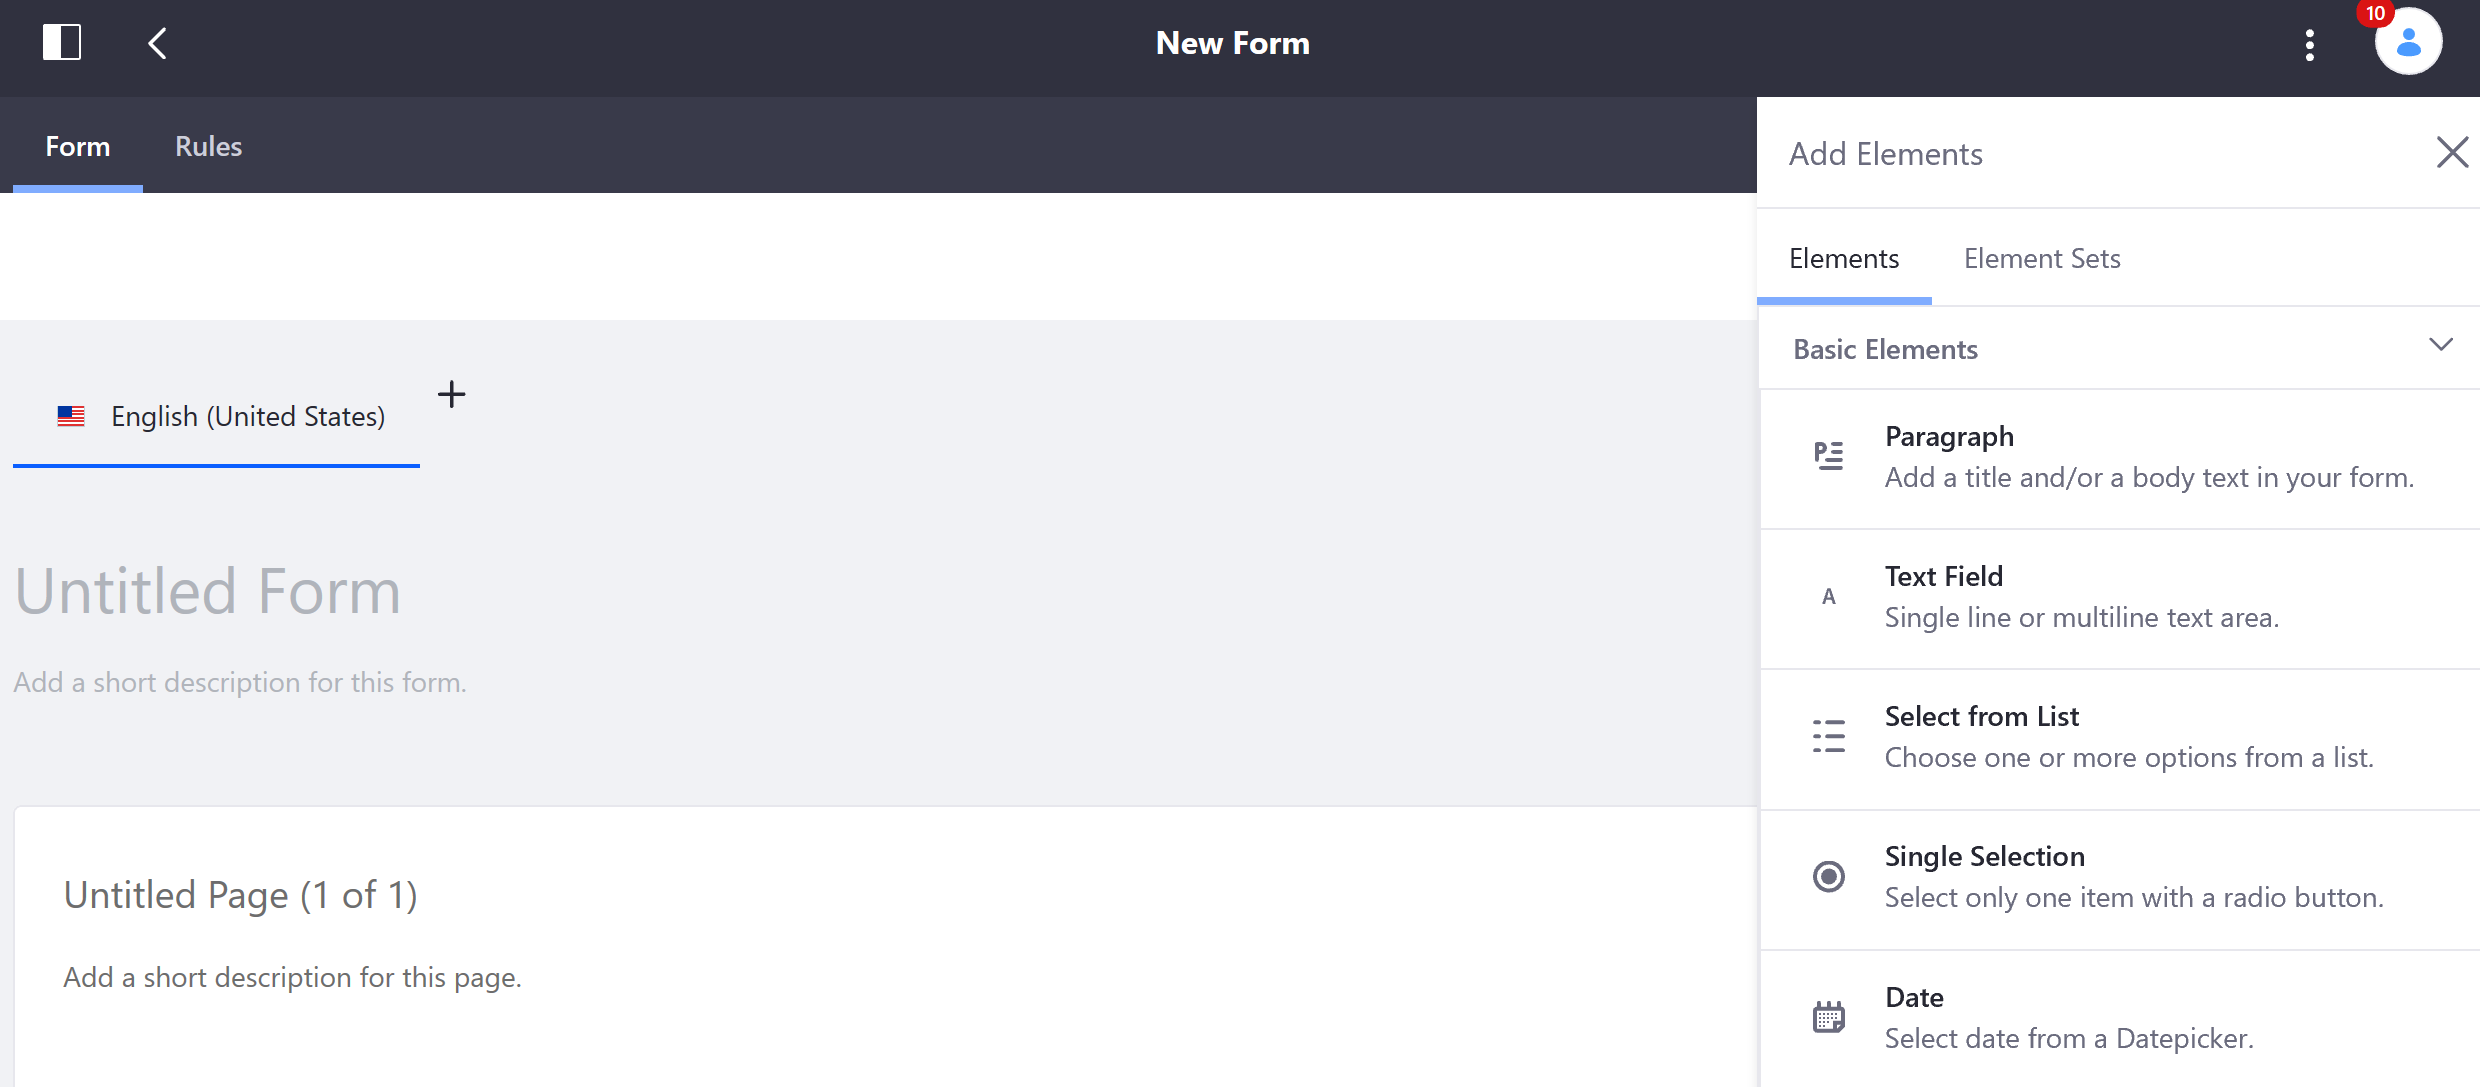 New Form
10
Form
Rules
English (United States)
Untitled Form
Add a short description for this form.
Untitled Page (1 of 1)
Add a short description for this page.
Add Elements
Elements
Element Sets
Basic Elements
Paragraph
Add a title and/or a body text in your form.
A
Text Field
Single line or multiline text area.
Select from List
Choose one or more options from a list.
Single Selection
Select only one item with a radio button.
Date
Select date from a Datepicker.